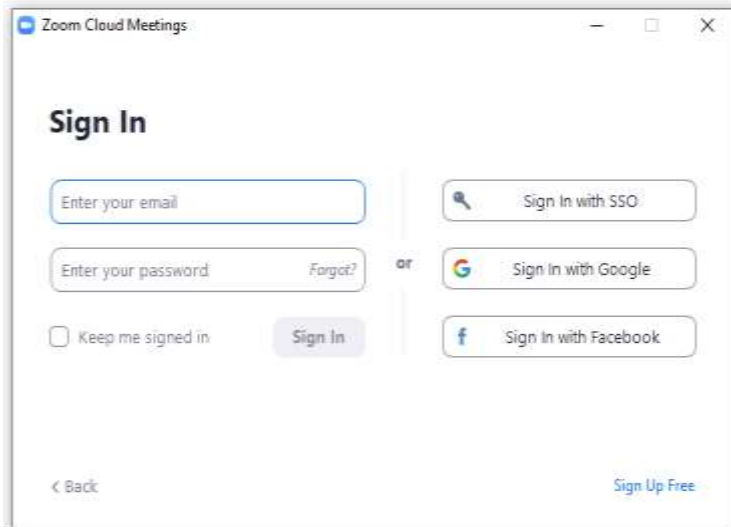 Zoom Cloud Meetings
Sign In
Enter your email
Enter your password
Forgot?
Keep me signed in
Sign In
or
Sign In with SSO
Sign In with Google
Sign In with Facebook
< Back
Sign Up Free